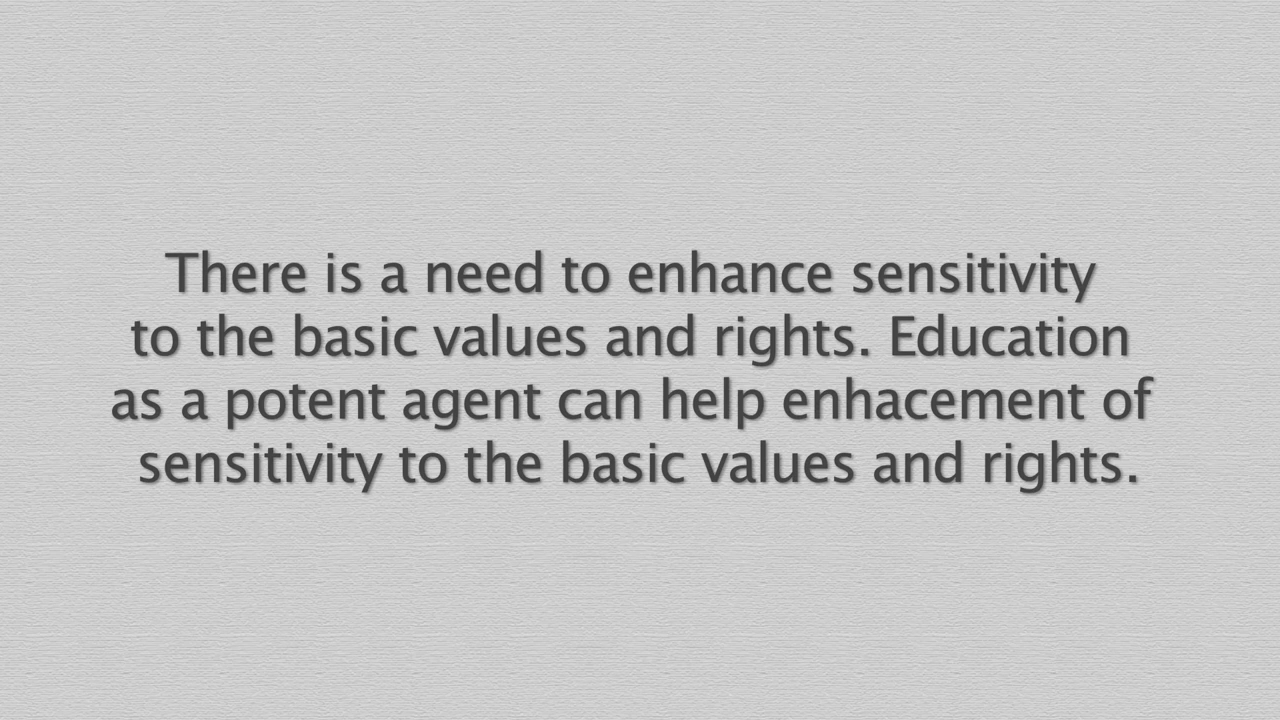 There is a need to enhance sensitivity
to the basic values and rights. Education
as a potent agent can help enhacement of
sensitivity to the basic values and rights.